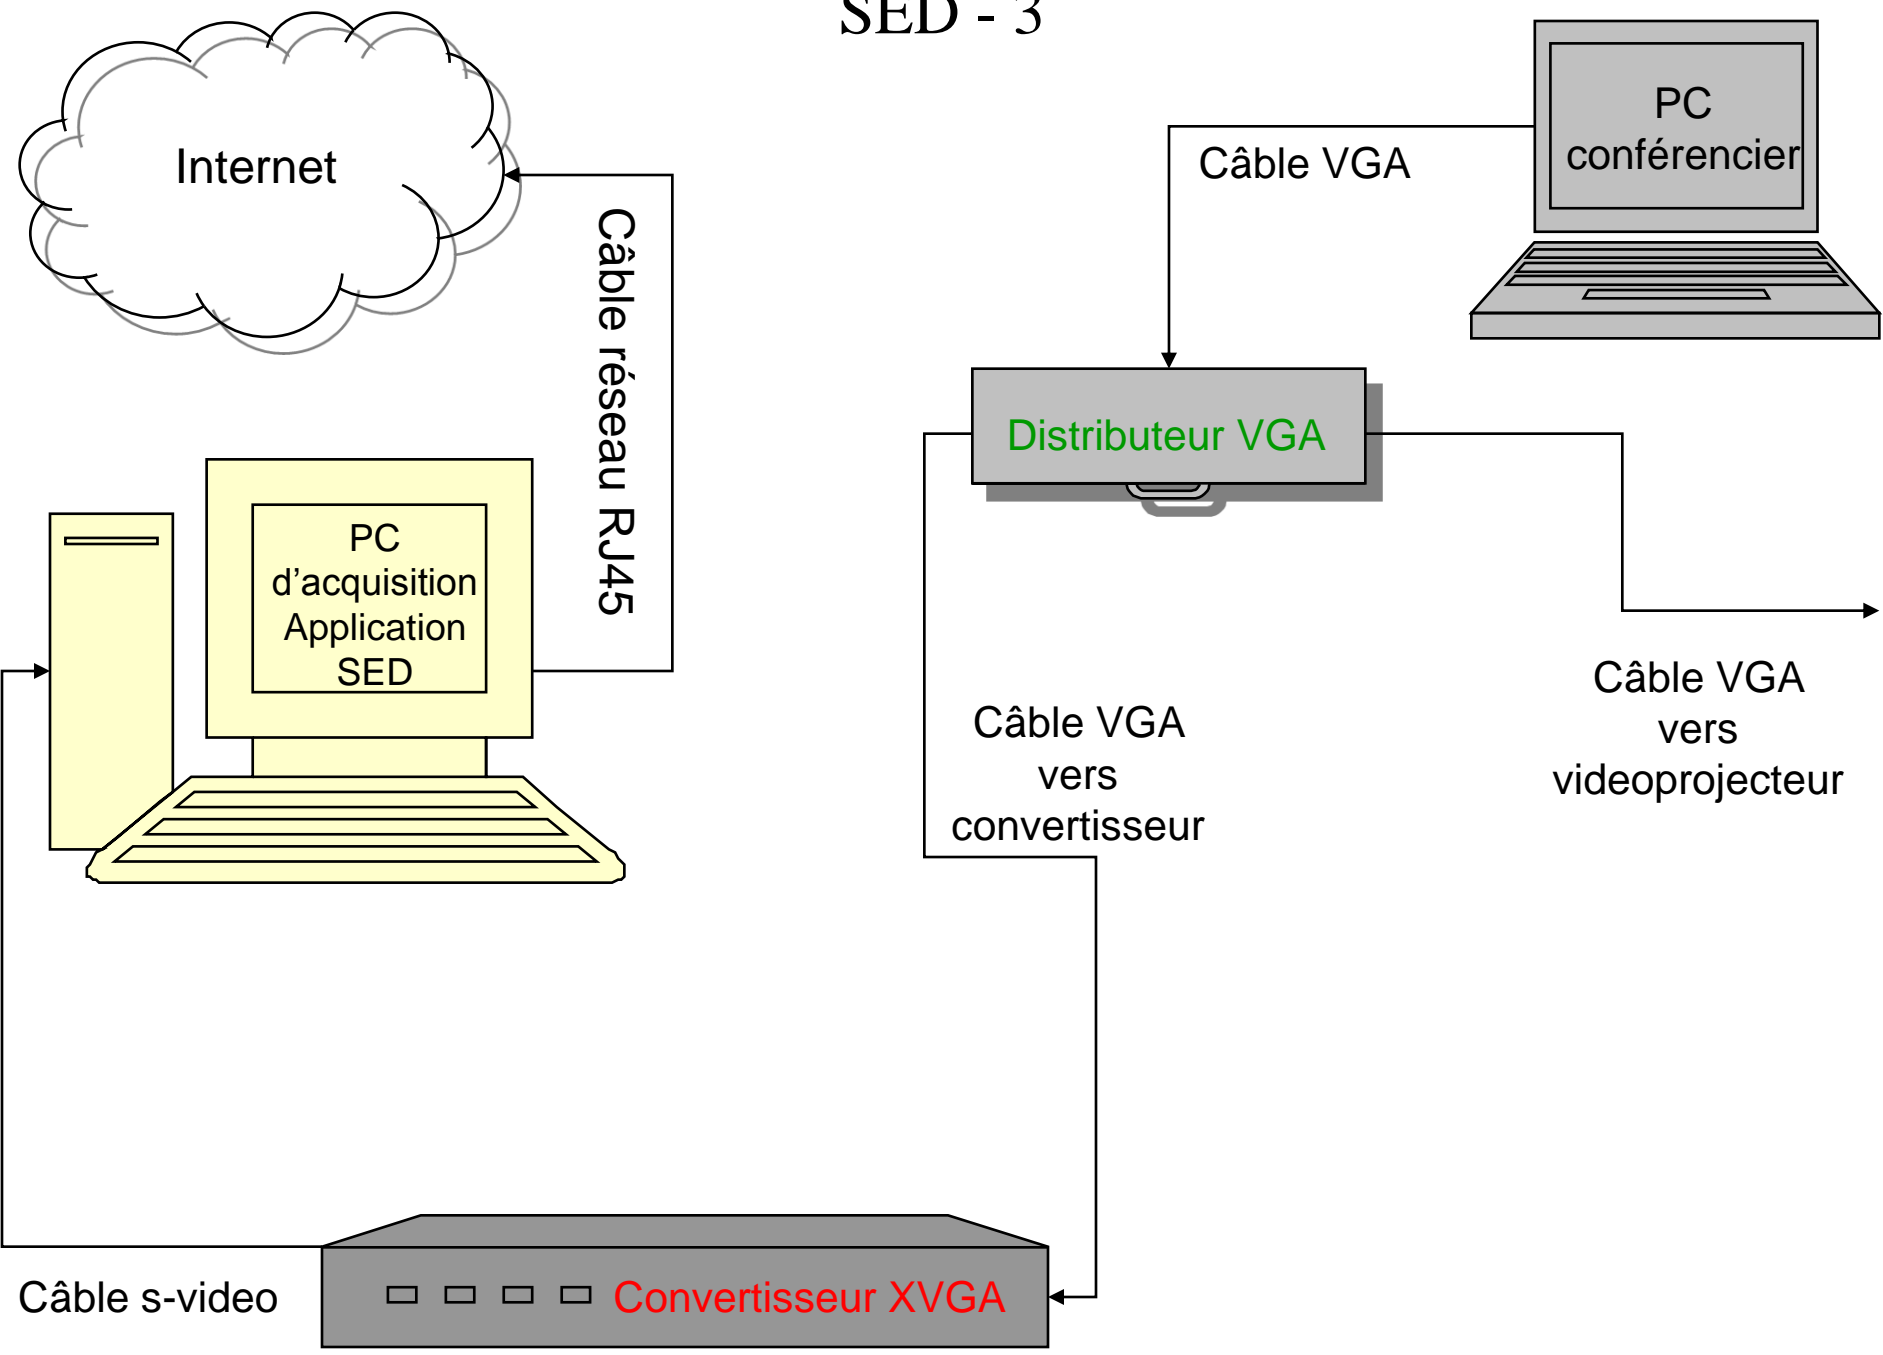 SED - 3
Internet
PC
conférencier
Câble VGA
Câble réseau RJ45
Distributeur VGA
PC
d’acquisition
Application
SED
Câble VGA
vers
convertisseur
Câble VGA
vers
videoprojecteur
Câble s-video
Convertisseur XVGA